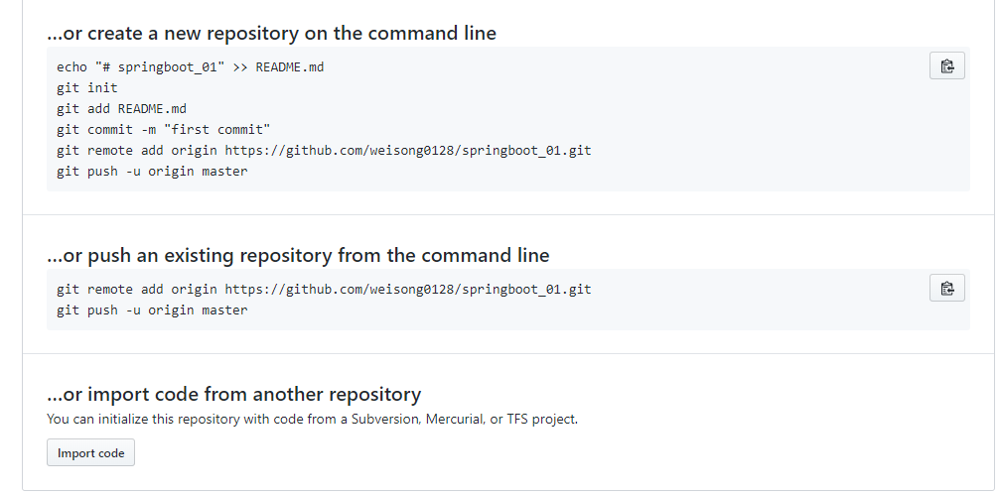 ...or create a new repository on the command line
echo "# springboot_01" >> README.md
git init
git add README.md
git commit -m "first commit"
git remote add origin https://github.com/weisong0128/springboot_01.git
git push -u origin master
...or push an existing repository from the command line
git remote add origin https://github.com/weisong0128/springboot_01.git
git push -u origin master
...or import code from another repository
You can initialize this repository with code from a Subversion, Mercurial, or TFS project.
Import code